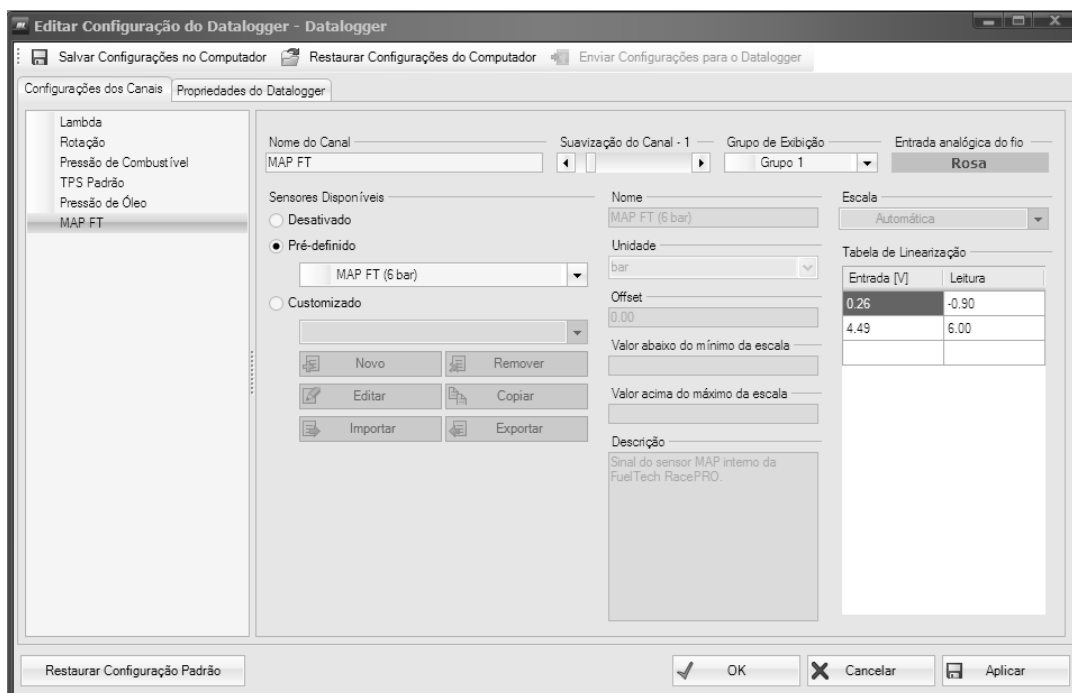 Editar Configuração do Datalogger - Datalogger
Salvar Configurações no Computador Restaurar Configurações do Computador Enviar Configurações para o Datalogger
Configurações dos Canais Propriedades do Datalogger
Lambda
Rotação
Pressão de Combustível
TPS Padrão
Pressão de Óleo
MAP FT
Nome do Canal
MAP FT
Suavização do Canal - 1
Grupo de Exibição
Grupo 1
Entrada analógica do fio
Rosa
Sensores Disponíveis
Desativado
Pré-definido
MAP FT (6 bar)
Customizado
Novo Remover
Editar Copiar
Importar Exportar
Nome
MAP FT (6 bar)
Unidade
bar
Offset
0.00
Valor abaixo do mínimo da escala
Valor acima do máximo da escala
Descrição
Sinal do sensor MAP interno da
FuelTech RacePRO.
Escala
Automática
Tabela de Linearização
Entrada [V] Leitura
0.26 -0.90
4.49 6.00
Restaurar Configuração Padrão OK Cancelar Aplicar